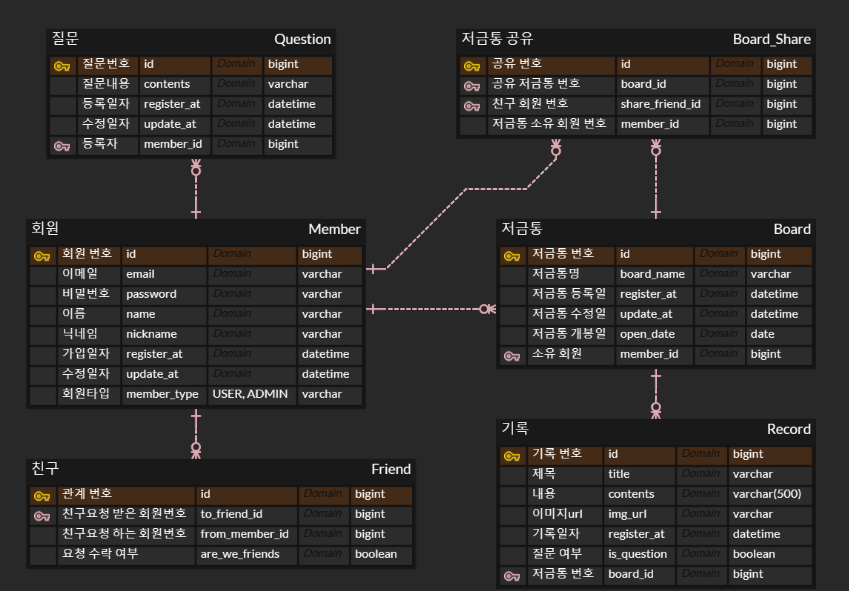 질문 Question
질문번호 id Domain bigint
질문내용 contents Domain varchar
등록일자 register_at Domain datetime
수정일자 update_at Domain datetime
등록자 member_id Domain bigint
저금통 공유 Board_Share
공유 번호 id Domain bigint
공유 저금통 번호 board_id Domain bigint
친구 회원 번호 share_friend_id Domain bigint
저금통 소유 회원 번호 member_id Domain bigint
회원 Member
회원 번호 id Domain bigint
이메일 email Domain varchar
비밀번호 password Domain varchar
이름 name Domain varchar
닉네임 nickname Domain varchar
가입일자 register_at Domain datetime
수정일자 update_at Domain datetime
회원타입 member_type USER, ADMIN varchar
저금통 Board
저금통 번호 id Domain bigint
저금통명 board_name Domain varchar
저금통 등록일 register_at Domain datetime
저금통 수정일 update_at Domain datetime
저금통 개봉일 open_date Domain date
소유 회원 member_id Domain bigint
친구 Friend
관계 번호 id Domain bigint
친구요청 받은 회원번호 to_friend_id Domain bigint
친구요청 하는 회원번호 from_member_id Domain bigint
요청 수락 여부 are_we_friends Domain boolean
기록 Record
기록 번호 id Domain bigint
제목 title Domain varchar
내용 contents Domain varchar(500)
이미지url img_url Domain varchar
기록일자 register_at Domain datetime
질문 여부 is_question Domain boolean
저금통 번호 board_id Domain bigint